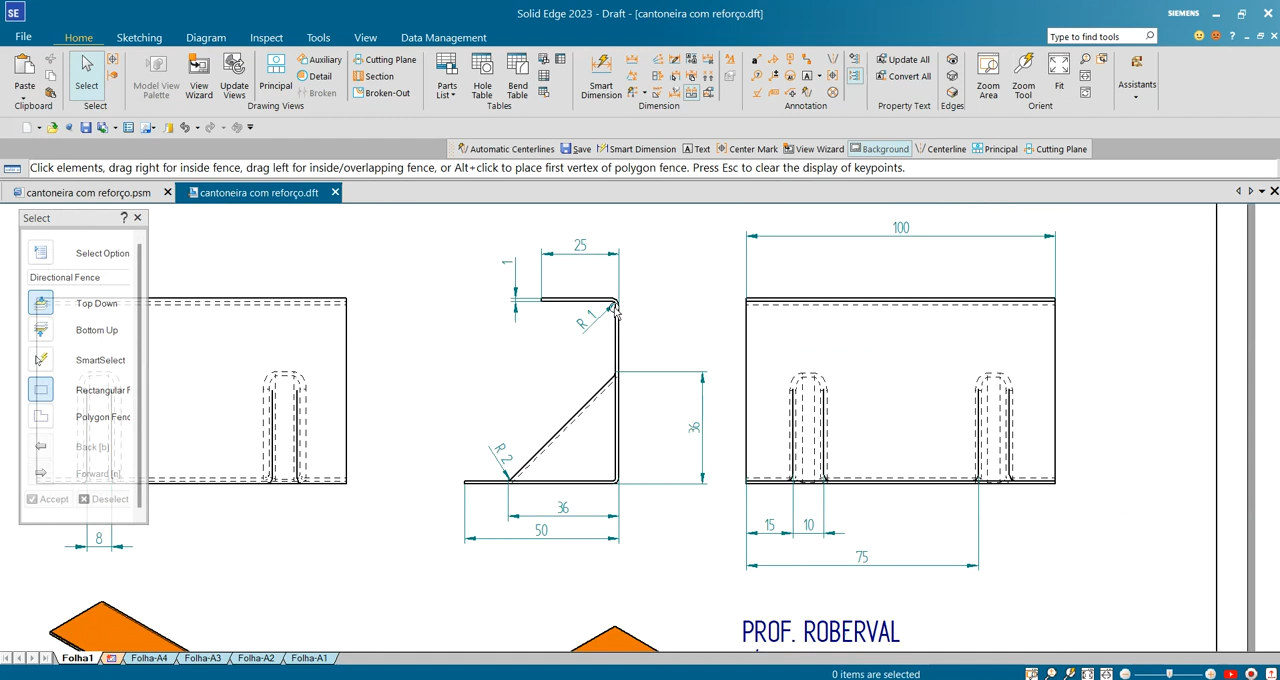 Solid Edge 2023 - Draft - [cantoneira com reforço.dft]
SIEMENS
File Home Sketching Diagram Inspect Tools View Data Management
Type to find tools
Paste
Select
Model View Palette
View Wizard
Update Views
Principal
Auxiliary
Detail
Broken
Cutting Plane
Section
Broken-Out
Parts List
Hole Table
Bend Table
Smart Dimension
Update All
Convert All
Zoom Area
Zoom Tool
Fit
Assistants
Clipboard Select Drawing Views Tables Dimension Annotation Property Text Edges Orient
Automatic Centerlines Save Smart Dimension Text Center Mark View Wizard Background Centerline Principal Cutting Plane
Click elements, drag right for inside fence, drag left for inside/overlapping fence, or Alt+click to place first vertex of polygon fence. Press Esc to clear the display of keypoints.
cantoneira com reforço.psm
cantoneira com reforço.dft
Select
Select Option
Directional Fence
Top Down
Bottom Up
SmartSelect
Rectangular F
Polygon Fenc
Back [b]
Forward [n]
Accept Deselect
8
25
1
R 1
36
R 2
36
50
100
15 10
75
PROF. ROBERVAL
Folha1 Folha-A4 Folha-A3 Folha-A2 Folha-A1
0 items are selected